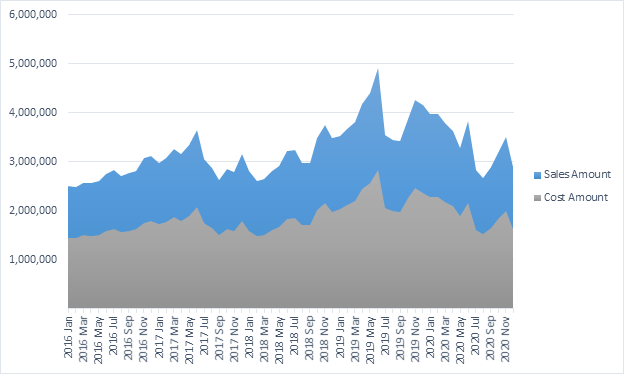 6,000,000
5,000,000
4,000,000
3,000,000
2,000,000
1,000,000
Sales Amount
Cost Amount
2016 Jan
2016 Mar
2016 May
2016 Jul
2016 Sep
2016 Nov
2017 Jan
2017 Mar
2017 May
2017 Jul
2017 Sep
2017 Nov
2018 Jan
2018 Mar
2018 May
2018 Jul
2018 Sep
2018 Nov
2019 Jan
2019 Mar
2019 May
2019 Jul
2019 Sep
2019 Nov
2020 Jan
2020 Mar
2020 May
2020 Jul
2020 Sep
2020 Nov